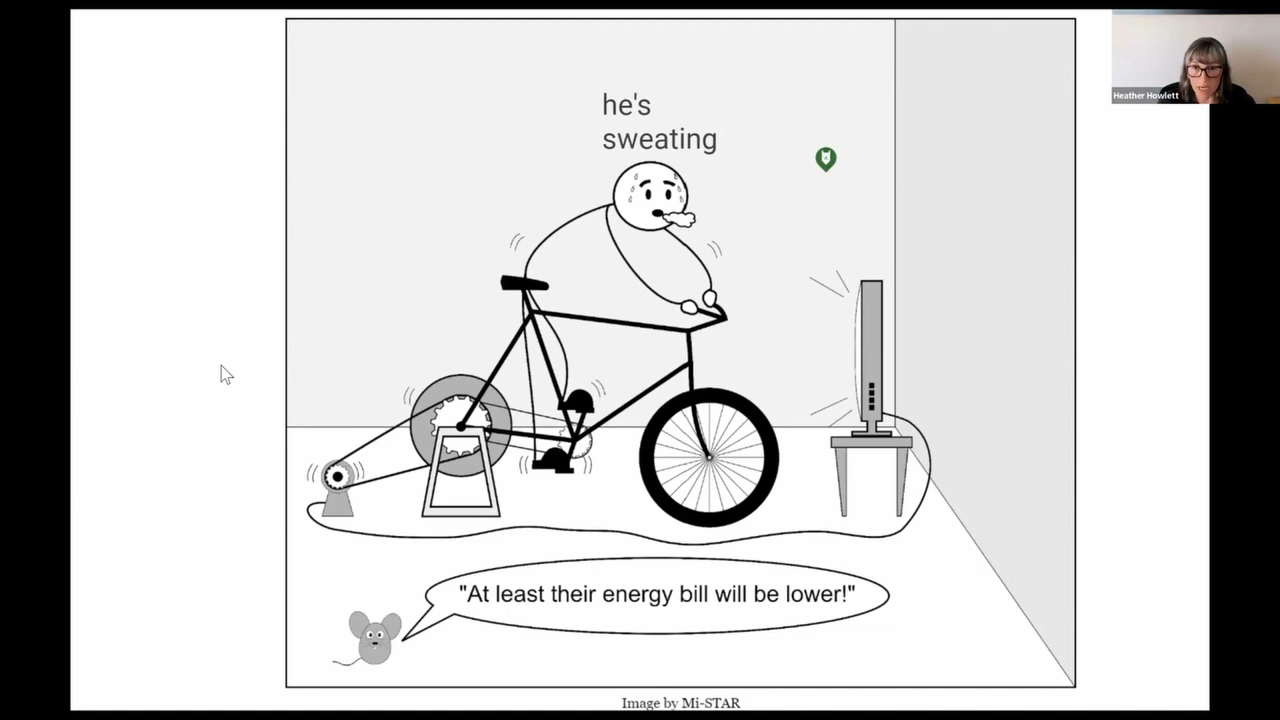 he's
sweating
Heather Howlett
"At least their energy bill will be lower!"
Image by Mi-STAR